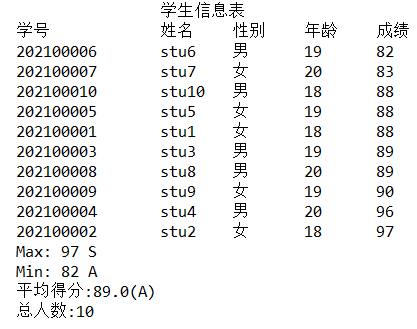 学生信息表
学号 姓名 性别 年龄 成绩
202100006 stu6 男 19 82
202100007 stu7 女 20 83
202100010 stu10 男 18 88
202100005 stu5 女 19 88
202100001 stu1 女 18 88
202100003 stu3 男 19 89
202100008 stu8 男 20 89
202100009 stu9 女 19 90
202100004 stu4 男 20 96
202100002 stu2 女 18 97
Max: 97 S
Min: 82 A
平均得分:89.0(A)
总人数:10